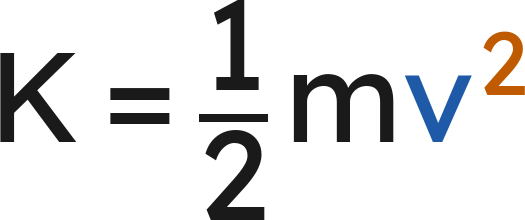 K = 1/2 mv²